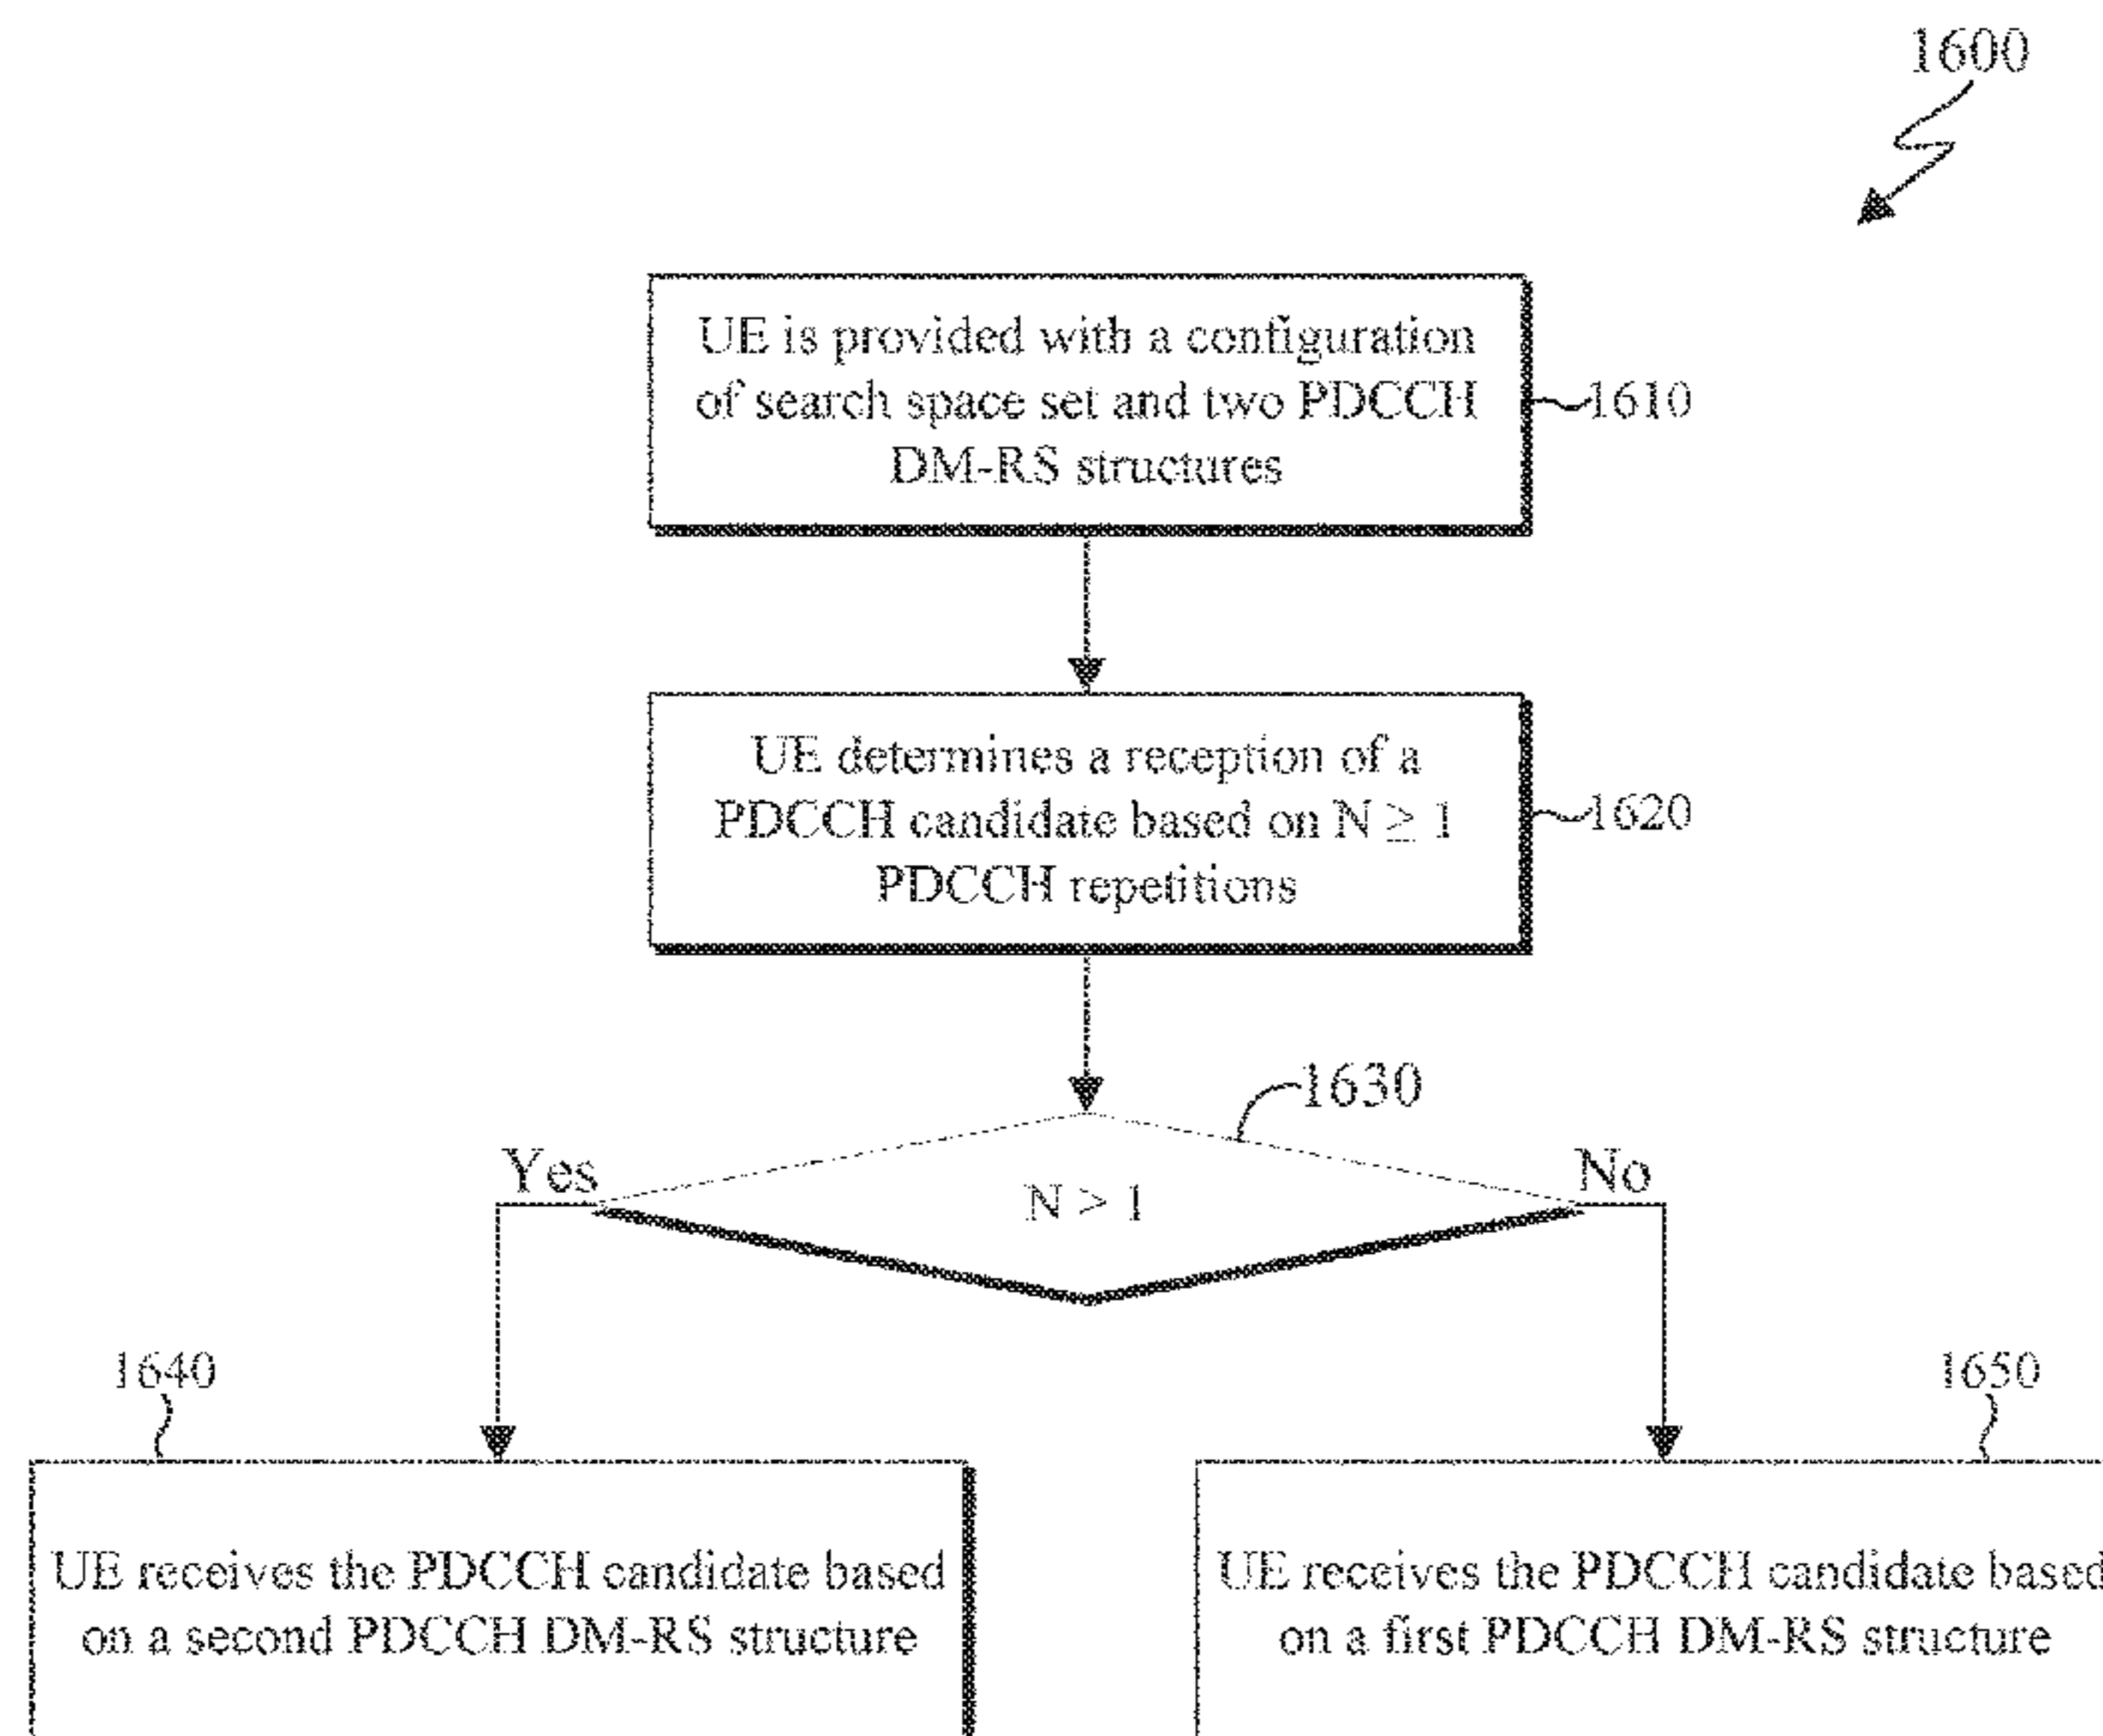 1600
UE is provided with a configuration
of search space set and two PDCCH
DM-RS structures
1610
UE determines a reception of a
PDCCH candidate based on N ≥ 1
PDCCH repetitions
1620
1630
Yes
N > 1
No
1640
1650
UE receives the PDCCH candidate based
on a second PDCCH DM-RS structure
UE receives the PDCCH candidate based
on a first PDCCH DM-RS structure